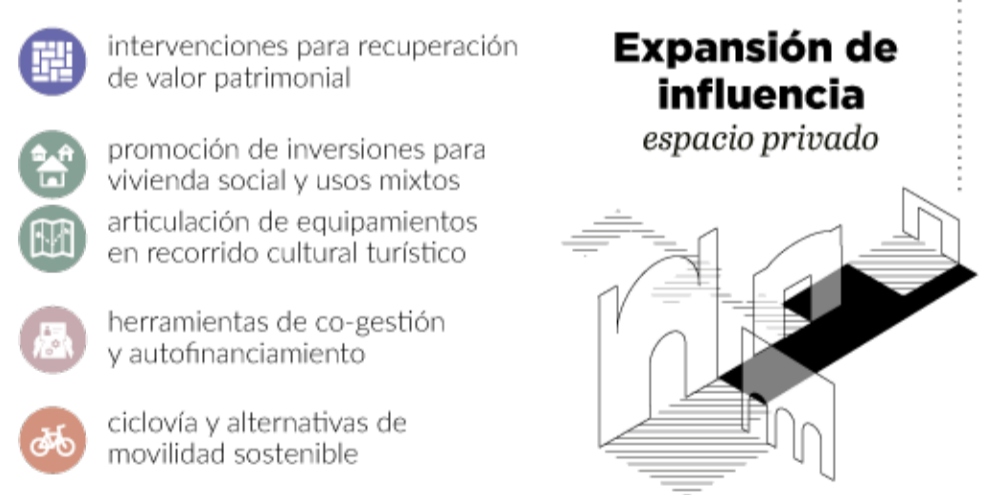 intervenciones para recuperación
de valor patrimonial
promoción de inversiones para
vivienda social y usos mixtos
articulación de equipamientos
en recorrido cultural turístico
herramientas de co-gestión
y autofinanciamiento
ciclovía y alternativas de
movilidad sostenible
Expansión de
influencia
espacio privado